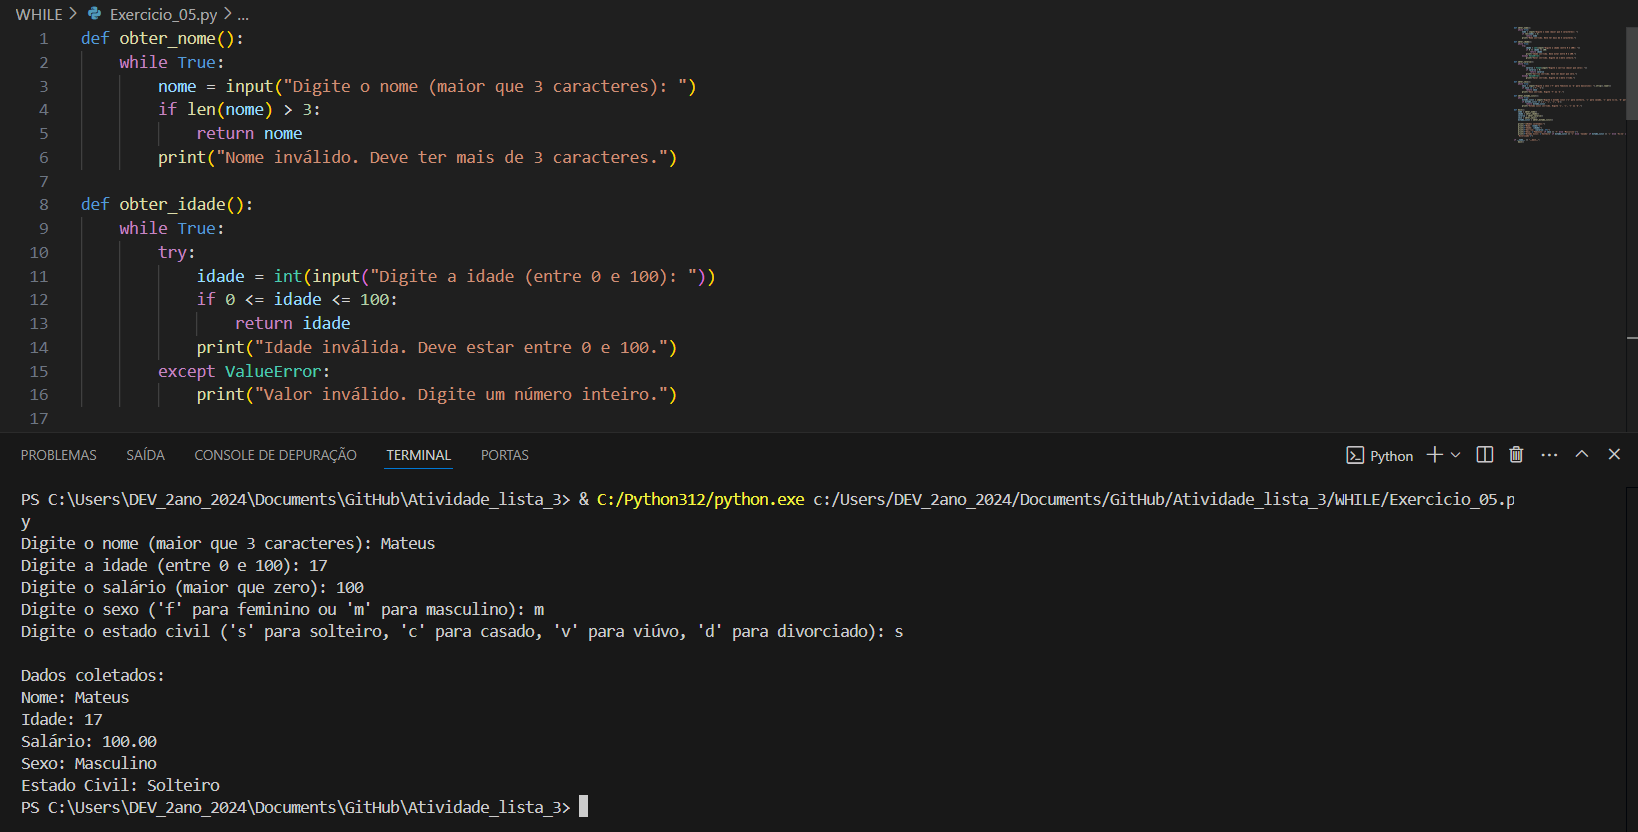 WHILE > Exercicio_05.py > ...
1 def obter_nome():
2     while True:
3         nome = input("Digite o nome (maior que 3 caracteres): ")
4         if len(nome) > 3:
5             return nome
6         print("Nome inválido. Deve ter mais de 3 caracteres.")
7
8 def obter_idade():
9     while True:
10         try:
11             idade = int(input("Digite a idade (entre 0 e 100): "))
12             if 0 <= idade <= 100:
13                 return idade
14             print("Idade inválida. Deve estar entre 0 e 100.")
15         except ValueError:
16             print("Valor inválido. Digite um número inteiro.")
17
PROBLEMAS SAÍDA CONSOLE DE DEPURAÇÃO TERMINAL PORTAS Python
PS C:\Users\DEV_2ano_2024\Documents\GitHub\Atividade_lista_3> & C:/Python312/python.exe c:/Users/DEV_2ano_2024/Documents/GitHub/Atividade_lista_3/WHILE/Exercicio_05.p
y
Digite o nome (maior que 3 caracteres): Mateus
Digite a idade (entre 0 e 100): 17
Digite o salário (maior que zero): 100
Digite o sexo ('f' para feminino ou 'm' para masculino): m
Digite o estado civil ('s' para solteiro, 'c' para casado, 'v' para viúvo, 'd' para divorciado): s

Dados coletados:
Nome: Mateus
Idade: 17
Salário: 100.00
Sexo: Masculino
Estado Civil: Solteiro
PS C:\Users\DEV_2ano_2024\Documents\GitHub\Atividade_lista_3>